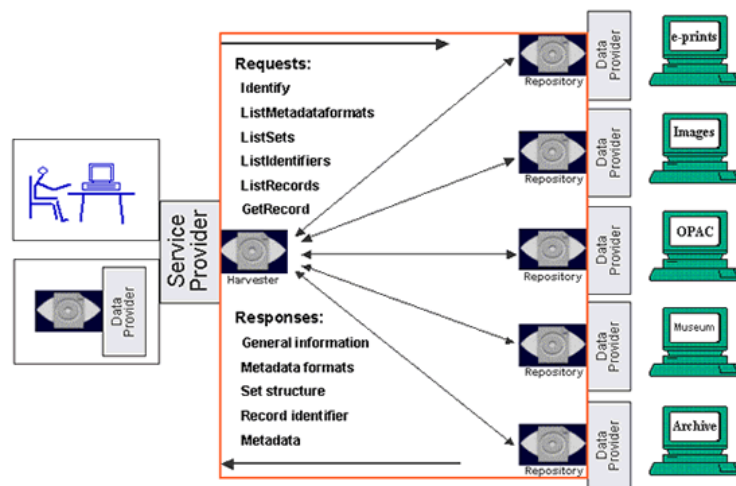 Requests:
Identify
ListMetadataformats
ListSets
ListIdentifiers
ListRecords
GetRecord
Service
Provider
Harvester
Data
Provider
Responses:
General information
Metadata formats
Set structure
Record identifier
Metadata
Repository
Data
Provider
e-prints
Repository
Data
Provider
Images
Repository
Data
Provider
OPAC
Repository
Data
Provider
Museum
Repository
Data
Provider
Archive